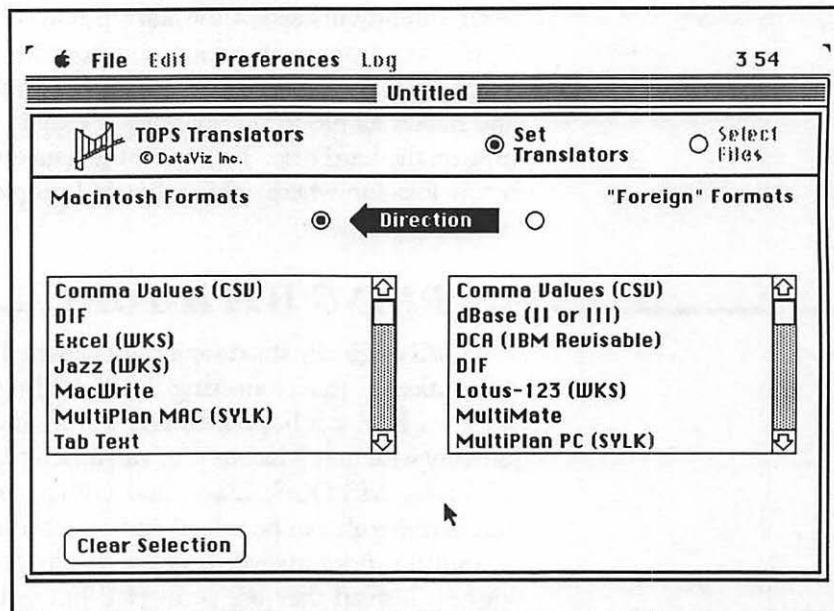 File Edit Preferences Log 3 54
Untitled
TOPS Translators
© DataViz Inc.
Set Translators
Select Files
Macintosh Formats
"Foreign" Formats
Direction
Comma Values (CSV)
DIF
Excel (WKS)
Jazz (WKS)
MacWrite
MultiPlan MAC (SYLK)
Tab Text
Comma Values (CSV)
dBase (II or III)
DCA (IBM Revisable)
DIF
Lotus-123 (WKS)
MultiMate
MultiPlan PC (SYLK)
Clear Selection